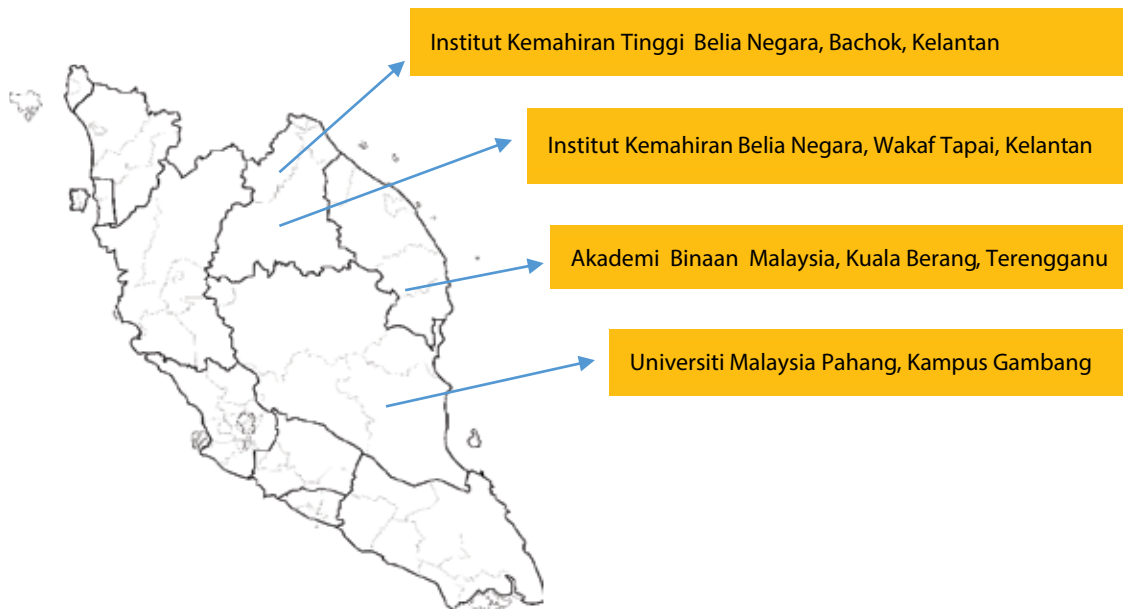 Institut Kemahiran Tinggi Belia Negara, Bachok, Kelantan
Institut Kemahiran Belia Negara, Wakaf Tapai, Kelantan
Akademi Binaan Malaysia, Kuala Berang, Terengganu
Universiti Malaysia Pahang, Kampus Gambang